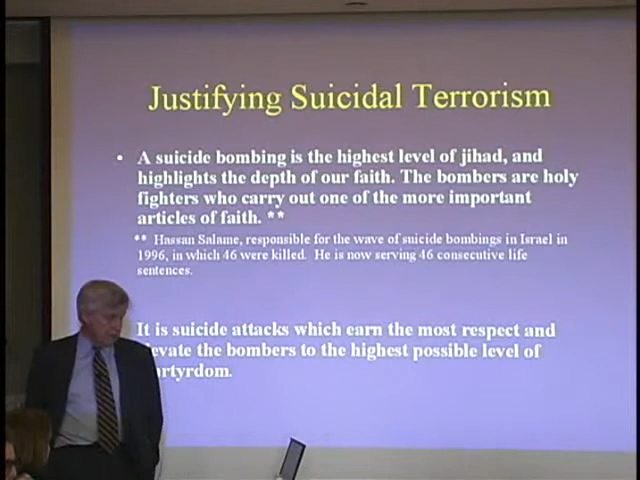 Justifying Suicidal Terrorism
• A suicide bombing is the highest level of jihad, and
highlights the depth of our faith. The bombers are holy
fighters who carry out one of the more important
articles of faith. **
** Hassan Salame, responsible for the wave of suicide bombings in Israel in
1996, in which 46 were killed. He is now serving 46 consecutive life
sentences.
It is suicide attacks which earn the most respect and
the bombers to the highest possible level of